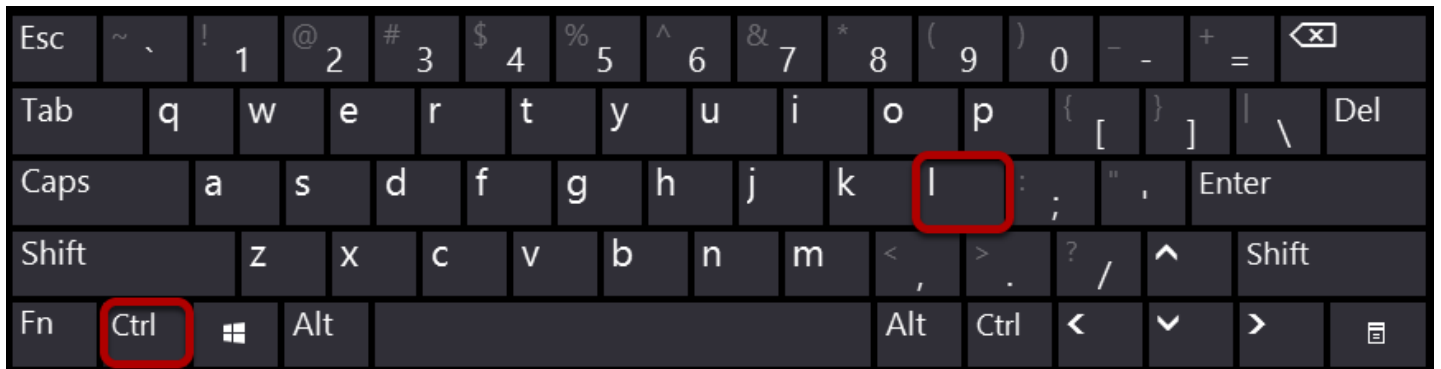 Esc ~ ` ! 1 @ 2 # 3 $ 4 % 5 ^ 6 & 7 * 8 ( 9 ) 0 _ - + =
Tab q w e r t y u i o p { [ } ] | \ Del
Caps a s d f g h j k l : ; " ' Enter
Shift z x c v b n m < , > . ? / Shift
Fn Ctrl Alt Alt Ctrl